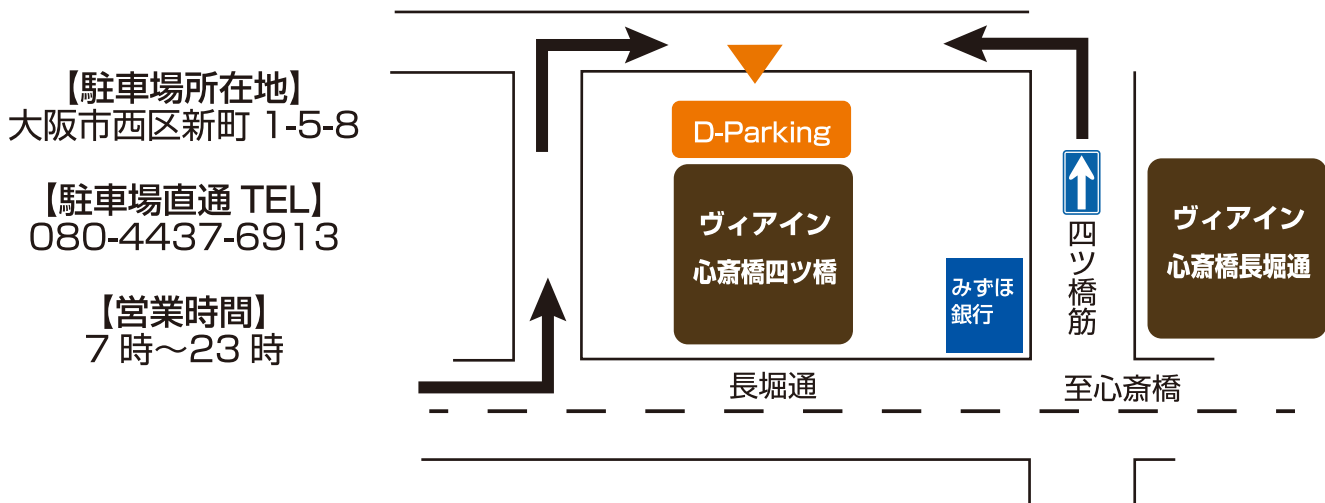 【駐車場所在地】
大阪市西区新町 1-5-8
【駐車場直通 TEL】
080-4437-6913
【営業時間】
7 時～23 時
D-Parking
ヴィアイン
心斎橋四ツ橋
みずほ
銀行
四ツ橋筋
ヴィアイン
心斎橋長堀通
長堀通
至心斎橋